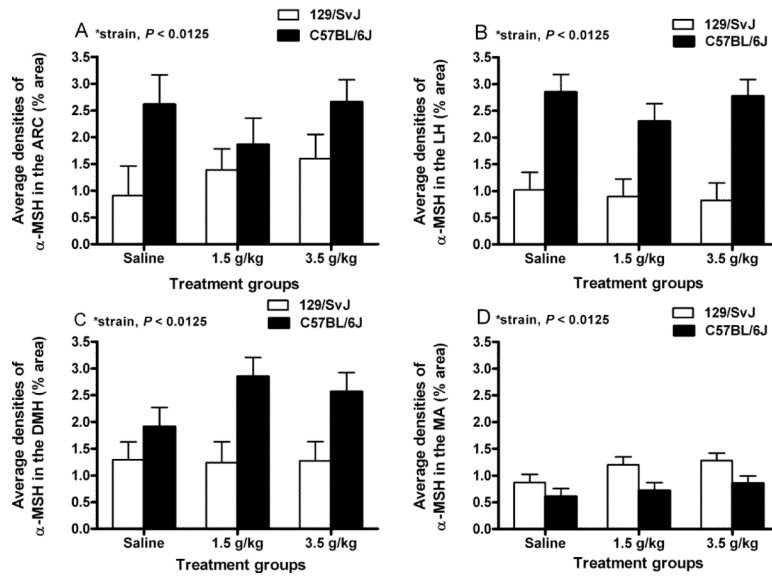 A
*strain, P < 0.0125
129/SvJ
C57BL/6J
Average densities of
α-MSH in the ARC (% area)
3.5
3.0
2.5
2.0
1.5
1.0
0.5
0.0
Saline
1.5 g/kg
3.5 g/kg
Treatment groups
B
*strain, P < 0.0125
129/SvJ
C57BL/6J
Average densities of
α-MSH in the LH (% area)
3.5
3.0
2.5
2.0
1.5
1.0
0.5
0.0
Saline
1.5 g/kg
3.5 g/kg
Treatment groups
C
*strain, P < 0.0125
129/SvJ
C57BL/6J
Average densities of
α-MSH in the DMH (% area)
3.5
3.0
2.5
2.0
1.5
1.0
0.5
0.0
Saline
1.5 g/kg
3.5 g/kg
Treatment groups
D
*strain, P < 0.0125
129/SvJ
C57BL/6J
Average densities of
α-MSH in the MA (% area)
3.5
3.0
2.5
2.0
1.5
1.0
0.5
0.0
Saline
1.5 g/kg
3.5 g/kg
Treatment groups